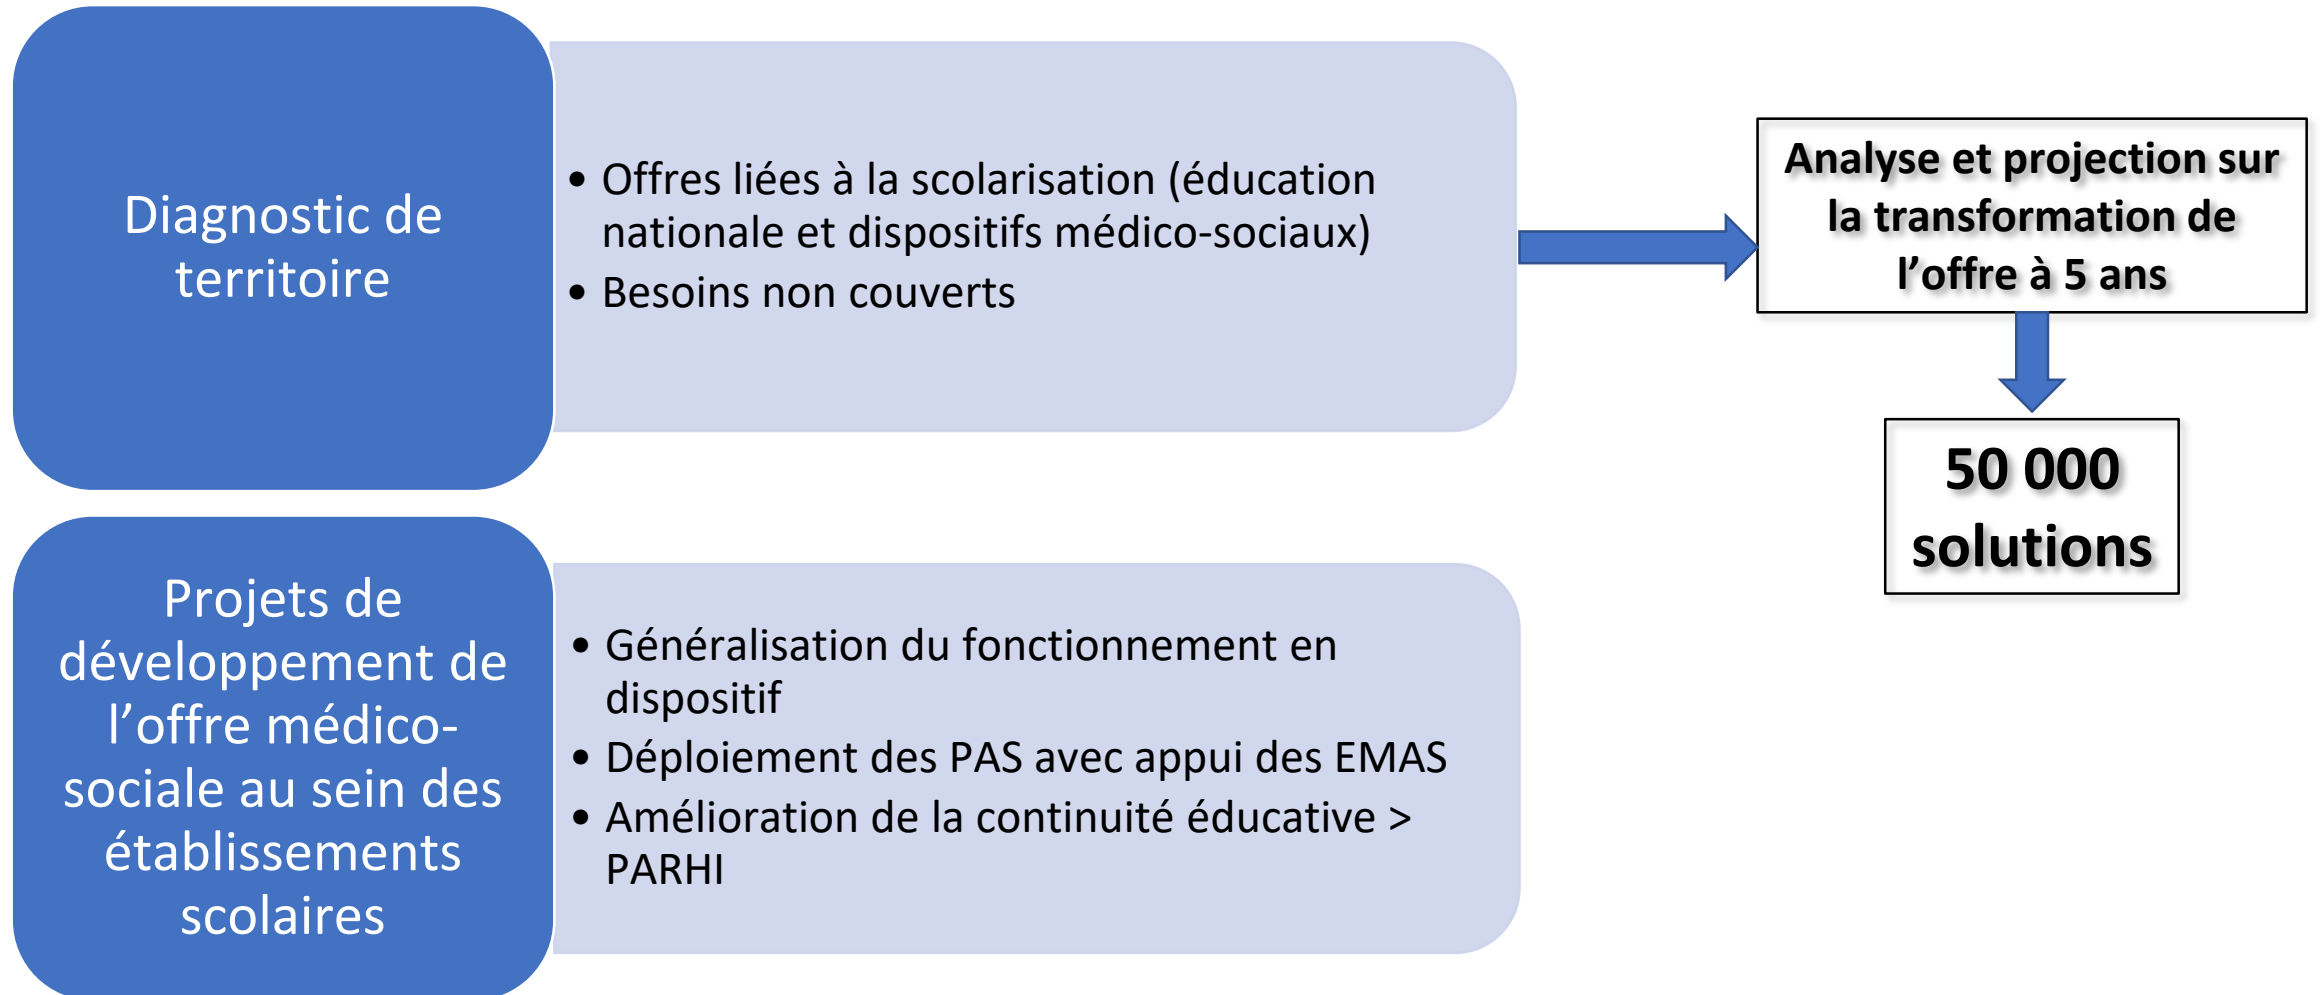 Diagnostic de
territoire
• Offres liées à la scolarisation (éducation
nationale et dispositifs médico-sociaux)
• Besoins non couverts
Analyse et projection sur
la transformation de
l’offre à 5 ans
50 000
solutions
Projets de
développement de
l’offre médico-
sociale au sein des
établissements
scolaires
• Généralisation du fonctionnement en
dispositif
• Déploiement des PAS avec appui des EMAS
• Amélioration de la continuité éducative >
PARHI